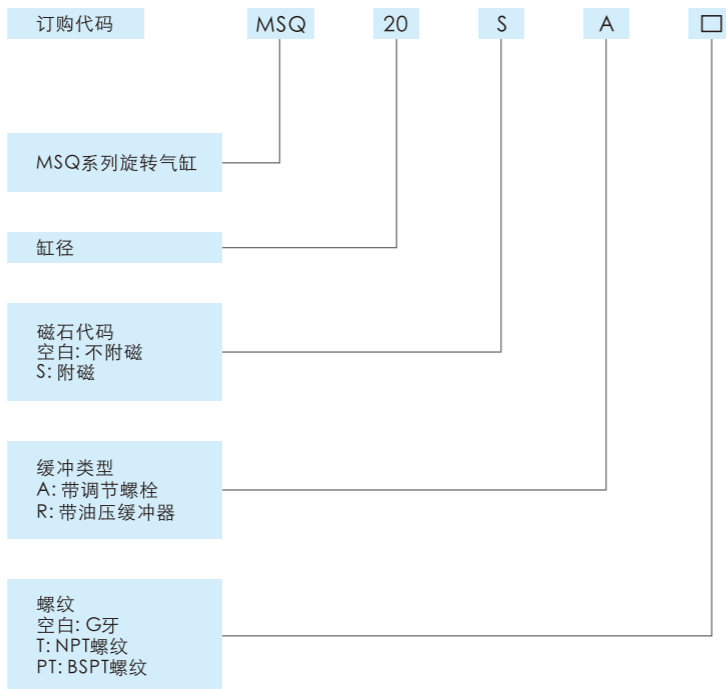 订购代码 MSQ 20 S A □
MSQ系列旋转气缸
缸径
磁石代码
空白: 不附磁
S: 附磁
缓冲类型
A: 带调节螺栓
R: 带油压缓冲器
螺纹
空白: G牙
T: NPT螺纹
PT: BSPT螺纹